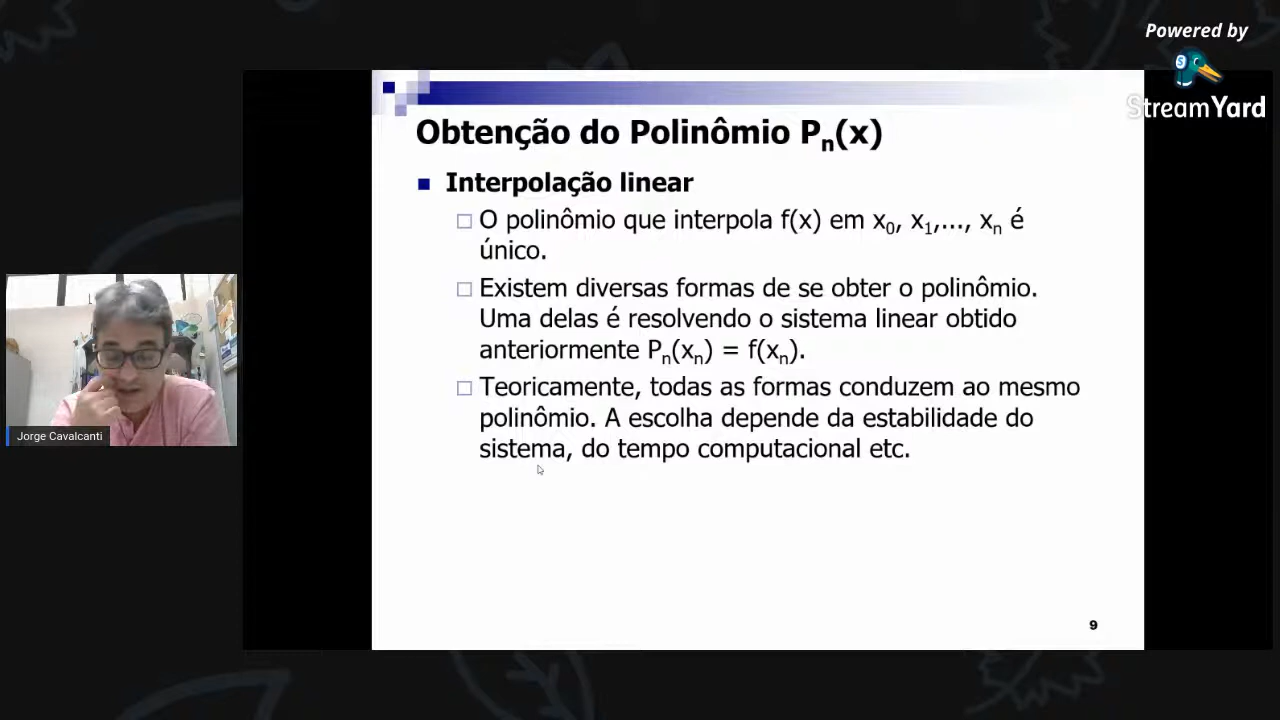 Powered by
StreamYard
Obtenção do Polinômio Pn(x)
Interpolação linear
O polinômio que interpola f(x) em x0, x1,..., xn é
único.
Existem diversas formas de se obter o polinômio.
Uma delas é resolvendo o sistema linear obtido
anteriormente Pn(xn) = f(xn).
Teoricamente, todas as formas conduzem ao mesmo
polinômio. A escolha depende da estabilidade do
sistema, do tempo computacional etc.
Jorge Cavalcanti
9